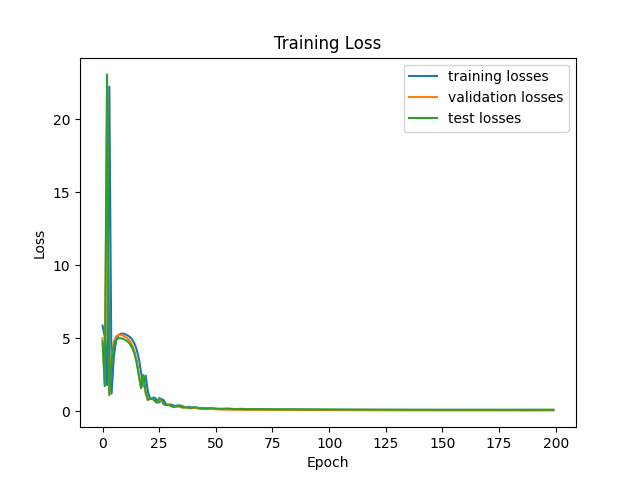 Training Loss
training losses
validation losses
test losses
20
15
10
5
0
Loss
0 25 50 75 100 125 150 175 200
Epoch